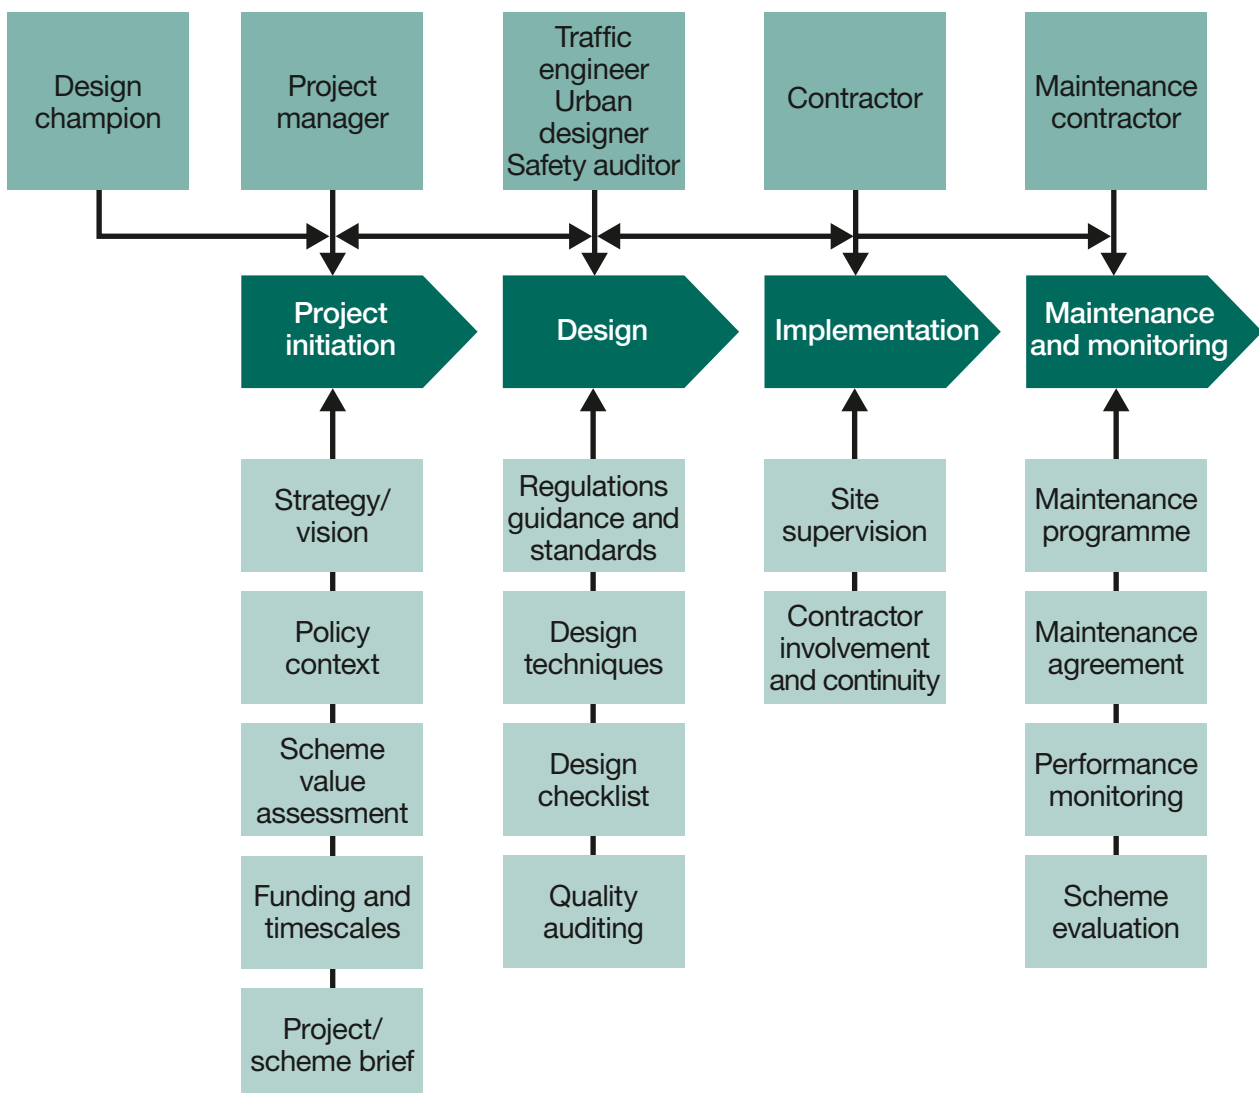 Design
champion
Project
manager
Traffic
engineer
Urban
designer
Safety auditor
Contractor
Maintenance
contractor
Project
initiation
Design
Implementation
Maintenance
and monitoring
Strategy/
vision
Policy
context
Scheme
value
assessment
Funding and
timescales
Project/
scheme brief
Regulations
guidance and
standards
Design
techniques
Design
checklist
Quality
auditing
Site
supervision
Contractor
involvement
and continuity
Maintenance
programme
Maintenance
agreement
Performance
monitoring
Scheme
evaluation